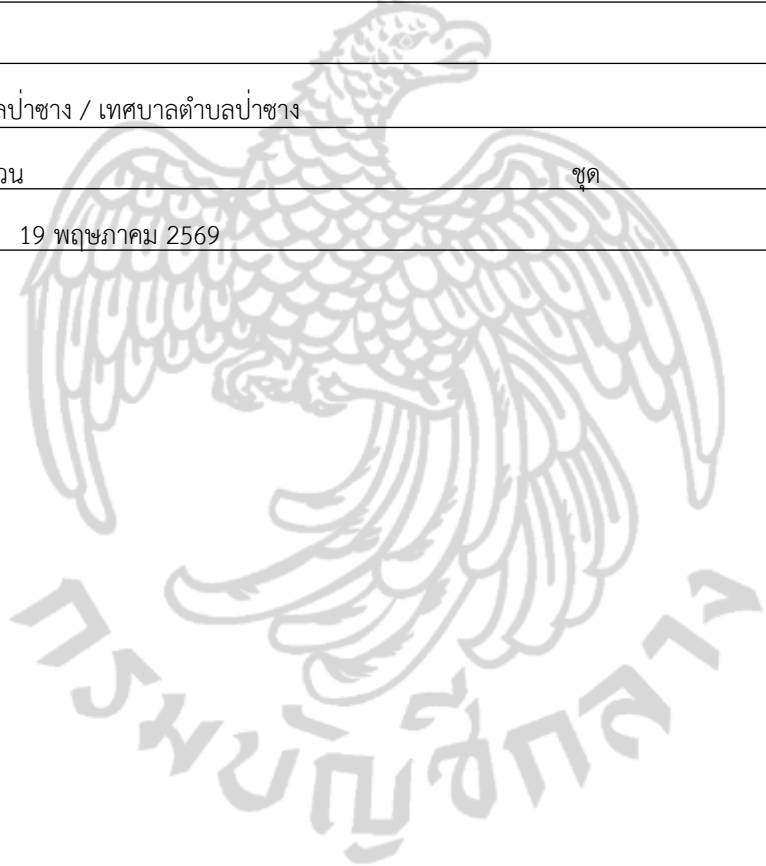 ลป่าซาง / เทศบาลตำบลป่าซาง
วน ชุด
19 พฤษภาคม 2569
กรมบัญชีกลาง